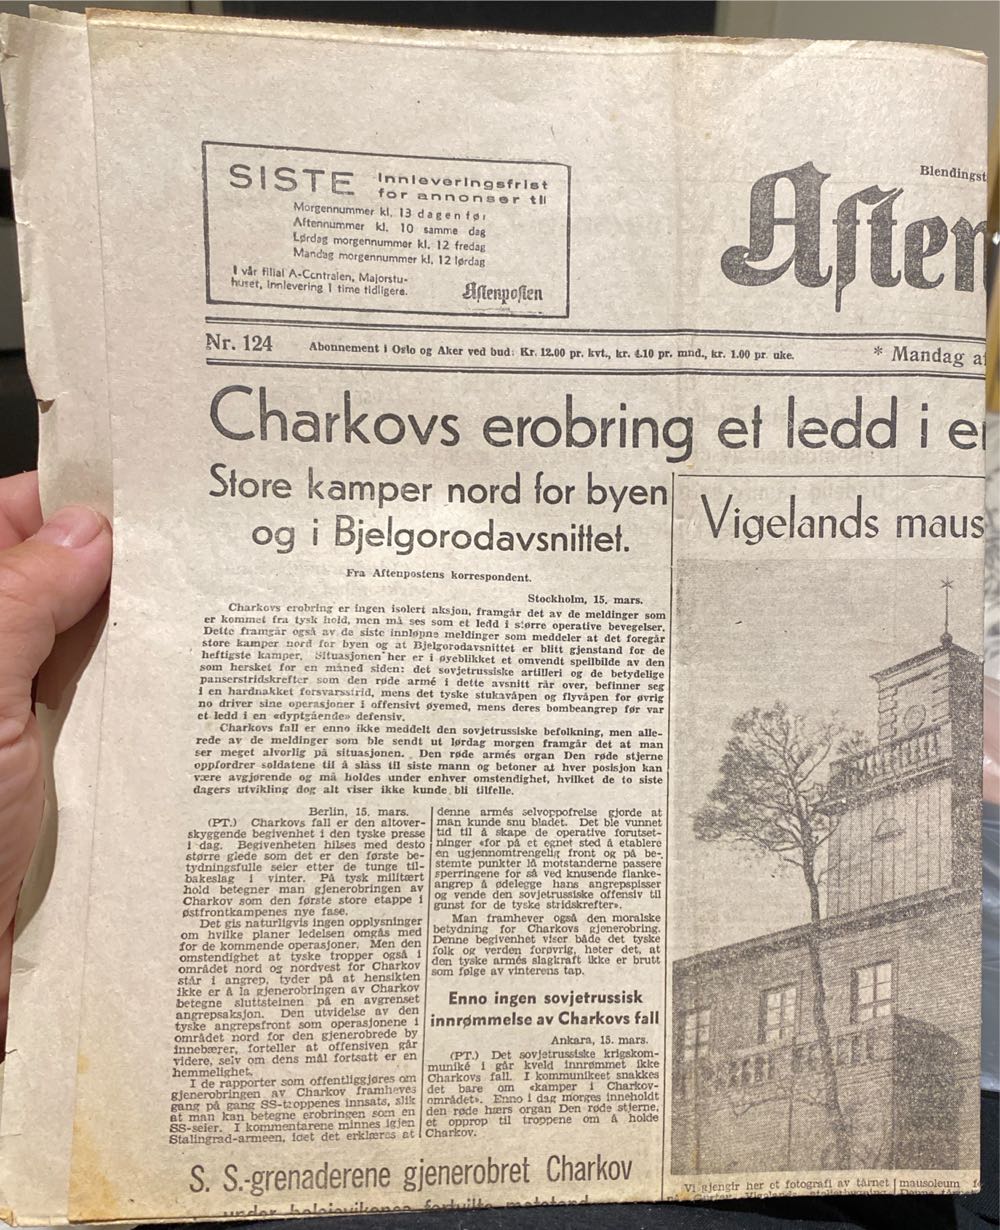 SISTE Innleveringsfrist
for annonser til
Morgennummer kl. 13 dagen før
Aftennummer kl. 10 samme dag
Lørdag morgennummer kl. 12 fredag
Mandag morgennummer kl. 12 lørdag
I vår filial A-Centralen, Majorstu-
huset, innlevering 1 time tidligere.
Aftenposten
Blendingst
Aften
Nr. 124 Abonnement i Oslo og Aker ved bud: Kr. 12.00 pr. kvt., kr. 4.10 pr. mnd., kr. 1.00 pr. uke. * Mandag a
Charkovs erobring et ledd i e
Store kamper nord for byen
og i Bjelgorodavsnittet.
Fra Aftenpostens korrespondent.
Stockholm, 15. mars.
Charkovs erobring er ingen isolert aksjon, framgår det av de meldinger som
er kommet fra tysk hold, men må ses som et ledd i større operative bevegelser.
Dette framgår også av de siste innløpne meldinger som meddeler at det foregår
store kamper nord for byen og at Bjelgorodavsnittet er blitt gjenstand for de
heftigste kamper. Situasjonen her er i øyeblikket et omvendt speilbilde av den
som hersket for en måned siden: det sovjetrussiske artilleri og de betydelige
panserstridskrefter som den røde armé i dette avsnitt rår over, befinner seg
i en hardnakket forsvarsstrid, mens det tyske stukavåpen og flyvåpen for øvrig
no driver sine operasjoner i offensivt øyemed, mens deres bombeangrep før var
et ledd i en «dyptgående» defensiv.
Charkovs fall er enno ikke meddelt den sovjetrussiske befolkning, men alle-
rede av de meldinger som ble sendt ut lørdag morgen framgår det at man
ser meget alvorlig på situasjonen. Den røde armés organ Den røde stjerne
oppfordrer soldatene til å slåss til siste mann og betoner at hver posisjon kan
være avgjørende og må holdes under enhver omstendighet, hvilket de to siste
dagers utvikling dog alt viser ikke kunde bli tilfelle.
Berlin, 15. mars.
(PT.) Charkovs fall er den altover-
skyggende begivenhet i den tyske presse
i dag. Begivenheten hilses med desto
større glede som det er den første be-
tydningsfulle seier etter de tunge til-
bakeslag i vinter. På tysk militært
hold betegner man gjenerobringen av
Charkov som den første store etappe i
østfrontkampenes nye fase.
Det gis naturligvis ingen opplysninger
om hvilke planer ledelsen omgås med
for de kommende operasjoner. Men den
omstendighet at tyske tropper også i
området nord og nordvest for Charkov
står i angrep, tyder på at hensikten
ikke er å la gjenerobringen av Charkov
betegne sluttsteinen på en avgrenset
angrepsaksjon. Den utvidelse av den
tyske angrepsfront som operasjonene i
området nord for den gjenerobrede by
innebærer, forteller at offensiven går
videre, selv om dens mål fortsatt er en
hemmelighet.
I de rapporter som offentliggjøres om
gjenerobringen av Charkov framheves
gang på gang SS-troppenes innsats, slik
at man kan betegne erobringen som en
SS-seier. I kommentarene minnes igjen
Stalingrad-armeen, idet det erklæres at
denne armés selvoppofrelse gjorde at
man kunde snu bladet. Det ble vunnet
tid til å skape de operative forutset-
ninger «for på et egnet sted å etablere
en ugjennomtrengelig front og på be-
stemte punkter la motstanderne passere
sperringene for så ved knusende flanke-
angrep å ødelegge hans angrepspisser
og vende den sovjetrussiske offensiv til
gunst for de tyske stridskrefter».
Man framhever også den moralske
betydning for Charkovs gjenerobring.
Denne begivenhet viser både det tyske
folk og verden forøvrig, heter det, at
den tyske armés slagkraft ikke er brutt
som følge av vinterens tap.
Enno ingen sovjetrussisk
innrømmelse av Charkovs fall
Ankara, 15. mars.
(PT.) Det sovjetrussiske krigskom-
muniké i går kveld innrømmet ikke
Charkovs fall. I kommunikeet snakkes
det bare om «kamper i Charkov-
området». Enno i dag morges inneholdt
den røde hærs organ Den røde stjerne,
et opprop til troppene om å holde
Charkov.
S. S.-grenaderene gjenerobret Charkov
under bolsjevikenes fortvilte motstand
Vigelands maus
Vi gjengir her et fotografi av tårnet i mausoleum